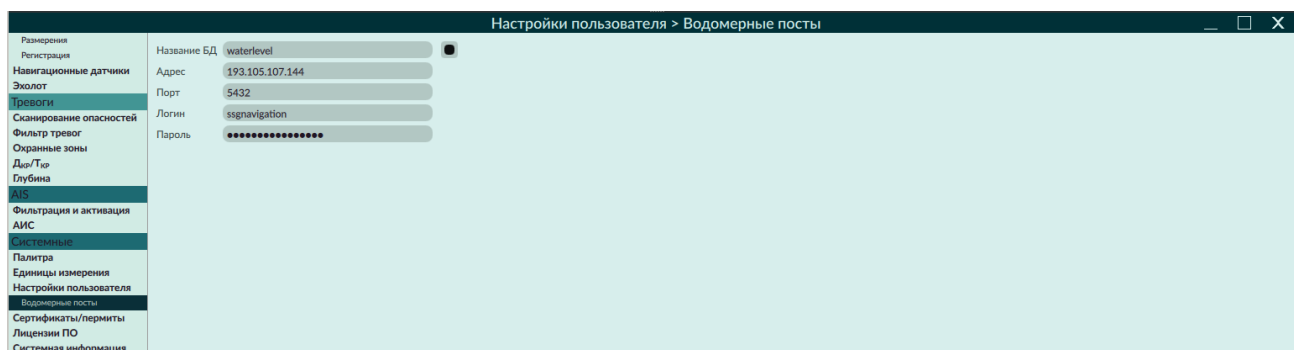 Настройки пользователя > Водомерные посты
Размерения
Регистрация
Навигационные датчики
Эхолот
Тревоги
Сканирование опасностей
Фильтр тревог
Охранные зоны
Дкр/Ткр
Глубина
AIS
Фильтрация и активация
АИС
Системные
Палитра
Единицы измерения
Настройки пользователя
Водомерные посты
Сертификаты/пермиты
Лицензии ПО
Системная информация
Название БД waterlevel
Адрес 193.105.107.144
Порт 5432
Логин ssgnavigation
Пароль ●●●●●●●●●●●●●●●●